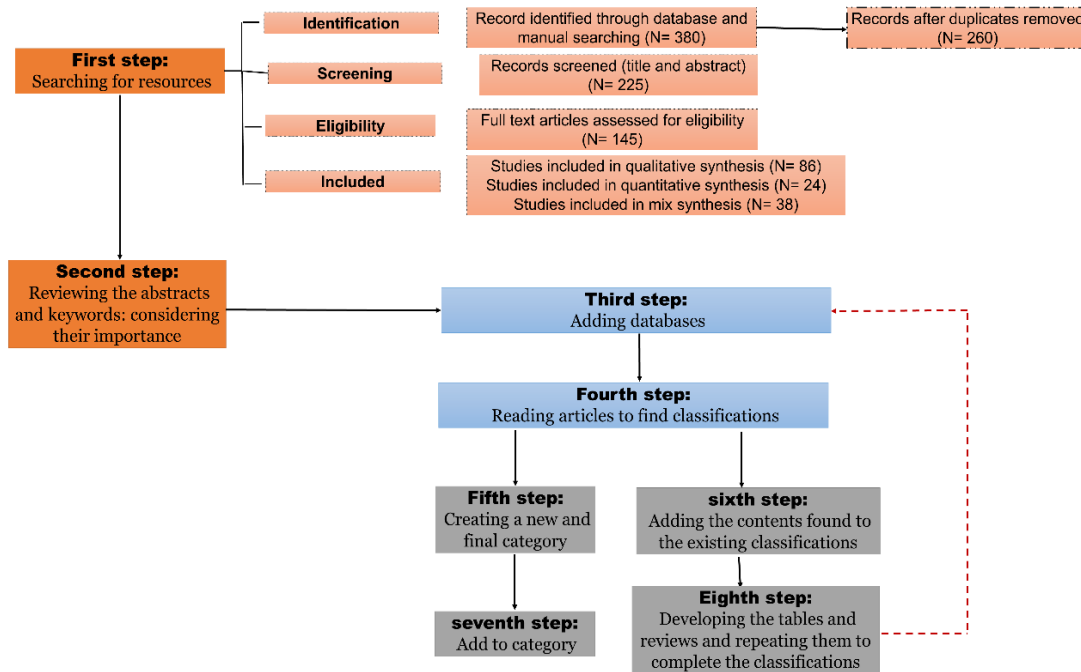 Identification
Record identified through database and
manual searching (N= 380)
Records after duplicates removed
(N= 260)
First step:
Searching for resources
Screening
Records screened (title and abstract)
(N= 225)
Eligibility
Full text articles assessed for eligibility
(N= 145)
Included
Studies included in qualitative synthesis (N= 86)
Studies included in quantitative synthesis (N= 24)
Studies included in mix synthesis (N= 38)
Second step:
Reviewing the abstracts
and keywords: considering
their importance
Third step:
Adding databases
Fourth step:
Reading articles to find classifications
Fifth step:
Creating a new and
final category
sixth step:
Adding the contents found to
the existing classifications
seventh step:
Add to category
Eighth step:
Developing the tables and
reviews and repeating them to
complete the classifications